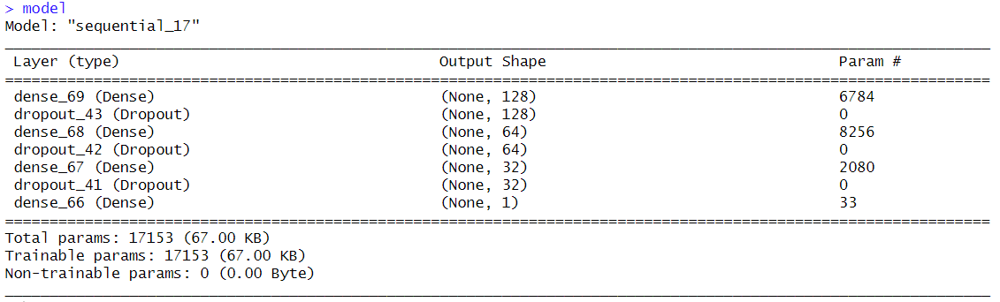 > model
Model: "sequential_17"
Layer (type) Output Shape Param #
dense_69 (Dense) (None, 128) 6784
dropout_43 (Dropout) (None, 128) 0
dense_68 (Dense) (None, 64) 8256
dropout_42 (Dropout) (None, 64) 0
dense_67 (Dense) (None, 32) 2080
dropout_41 (Dropout) (None, 32) 0
dense_66 (Dense) (None, 1) 33
Total params: 17153 (67.00 KB)
Trainable params: 17153 (67.00 KB)
Non-trainable params: 0 (0.00 Byte)